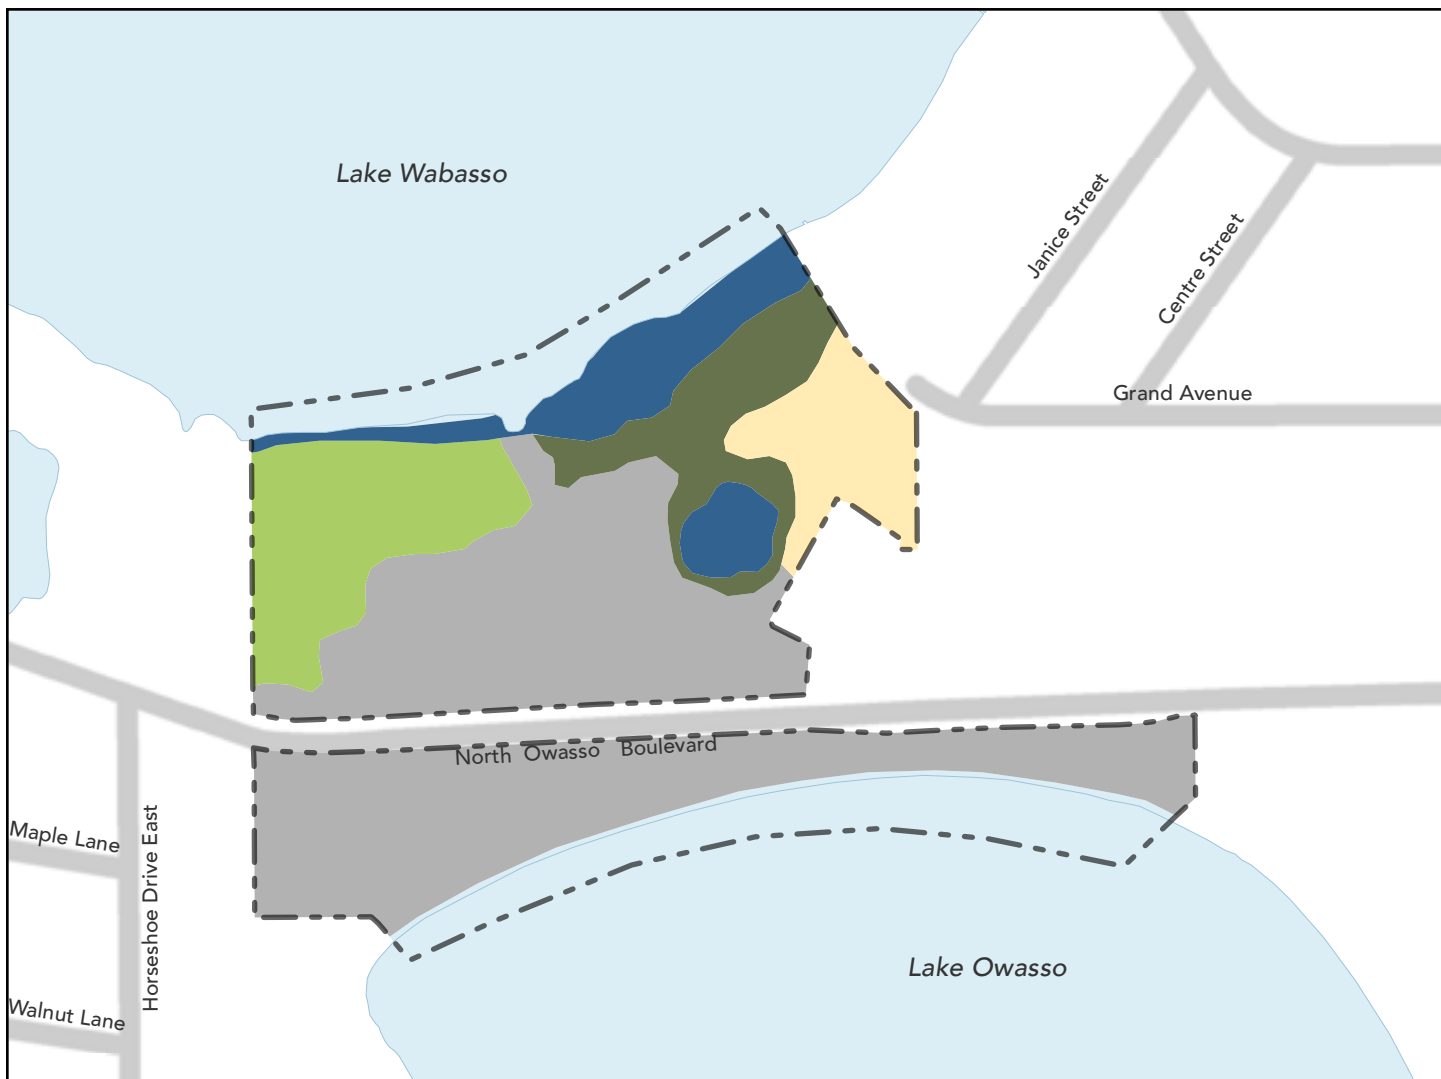 Lake Wabasso
Janice Street
Centre Street
Grand Avenue
North Owasso Boulevard
Maple Lane
Horseshoe Drive East
Lake Owasso
Walnut Lane